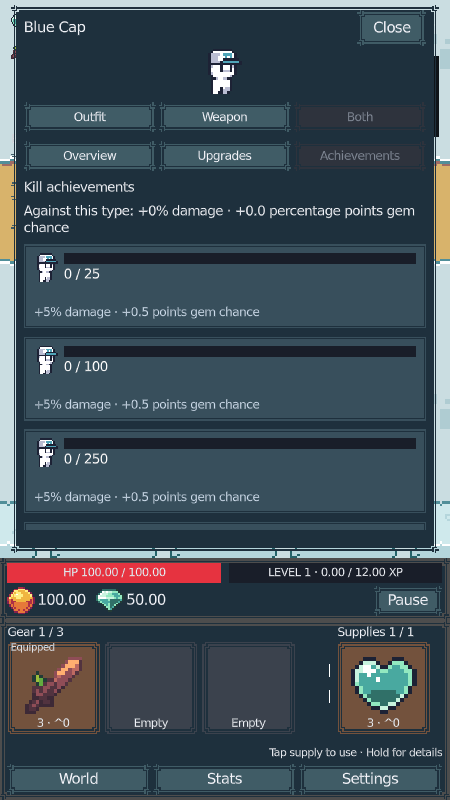 Blue Cap
Close
Outfit
Weapon
Both
Overview
Upgrades
Achievements
Kill achievements
Against this type: +0% damage · +0.0 percentage points gem
chance
0 / 25
+5% damage · +0.5 points gem chance
0 / 100
+5% damage · +0.5 points gem chance
0 / 250
+5% damage · +0.5 points gem chance
HP 100.00 / 100.00
LEVEL 1 · 0.00 / 12.00 XP
100.00
50.00
Pause
Gear 1 / 3
Supplies 1 / 1
Equipped
3 · ^0
Empty
Empty
3 · ^0
Tap supply to use · Hold for details
World
Stats
Settings